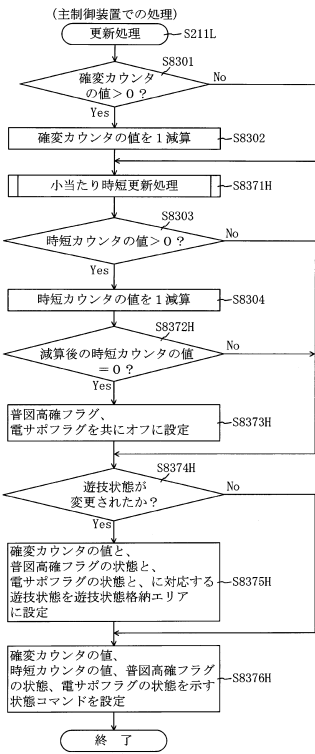 (主制御装置での処理)
更新処理
S211L
S8301
確変カウンタ
の値>0?
No
Yes
確変カウンタの値を1減算
S8302
小当たり時短更新処理
S8371H
S8303
時短カウンタの値>0?
No
Yes
時短カウンタの値を1減算
S8304
S8372H
減算後の時短カウンタの値
=0?
No
Yes
普図高確フラグ、
電サポフラグを共にオフに設定
S8373H
S8374H
遊技状態が
変更されたか?
No
Yes
確変カウンタの値と、
普図高確フラグの状態と、
電サポフラグの状態と、に対応する
遊技状態を遊技状態格納エリア
に設定
S8375H
確変カウンタの値、
時短カウンタの値、普図高確フラグ
の状態、電サポフラグの状態を示す
状態コマンドを設定
S8376H
終了